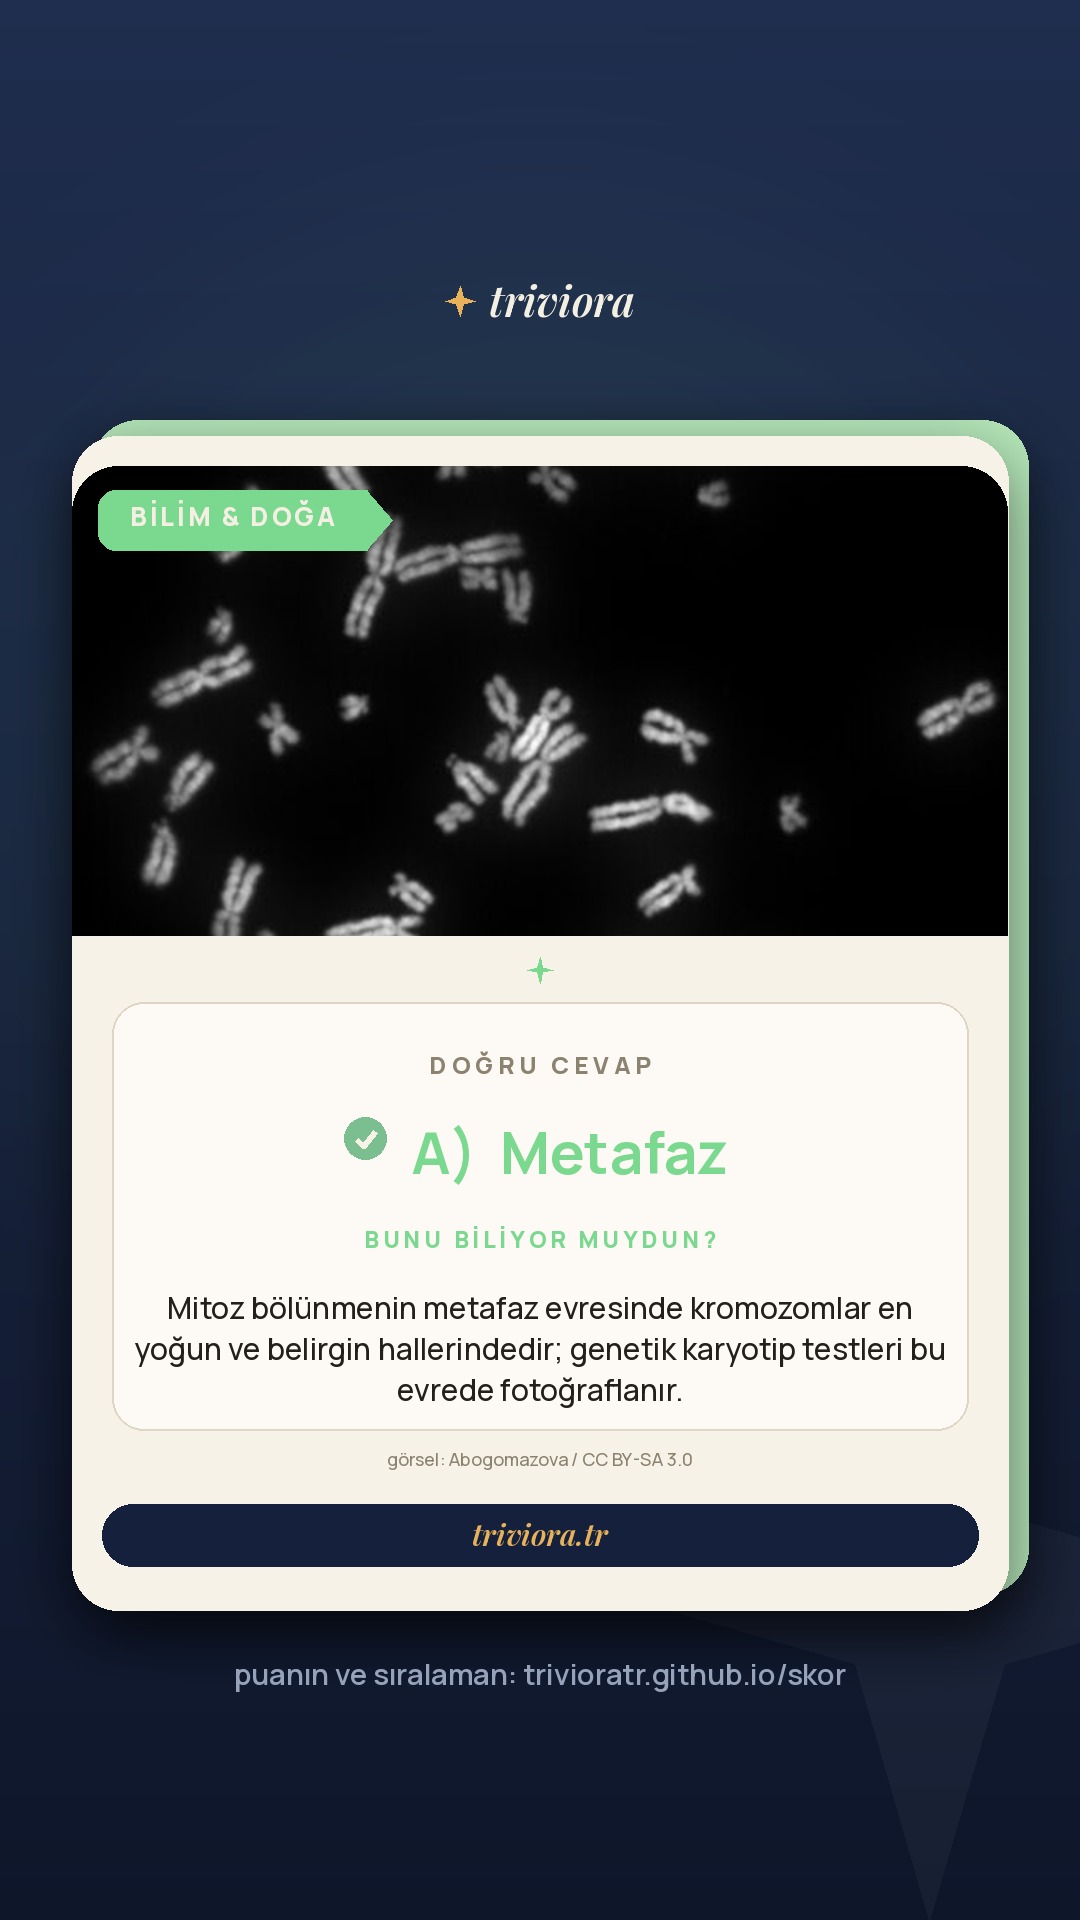 triviora
BİLİM & DOĞA
DOĞRU CEVAP
A) Metafaz
BUNU BİLİYOR MUYDUN?
Mitoz bölünmenin metafaz evresinde kromozomlar en
yoğun ve belirgin hallerindedir; genetik karyotip testleri bu
evrede fotoğraflanır.
görsel: Abogomazova / CC BY-SA 3.0
triviora.tr
puanın ve sıralaman: trivioratr.github.io/skor